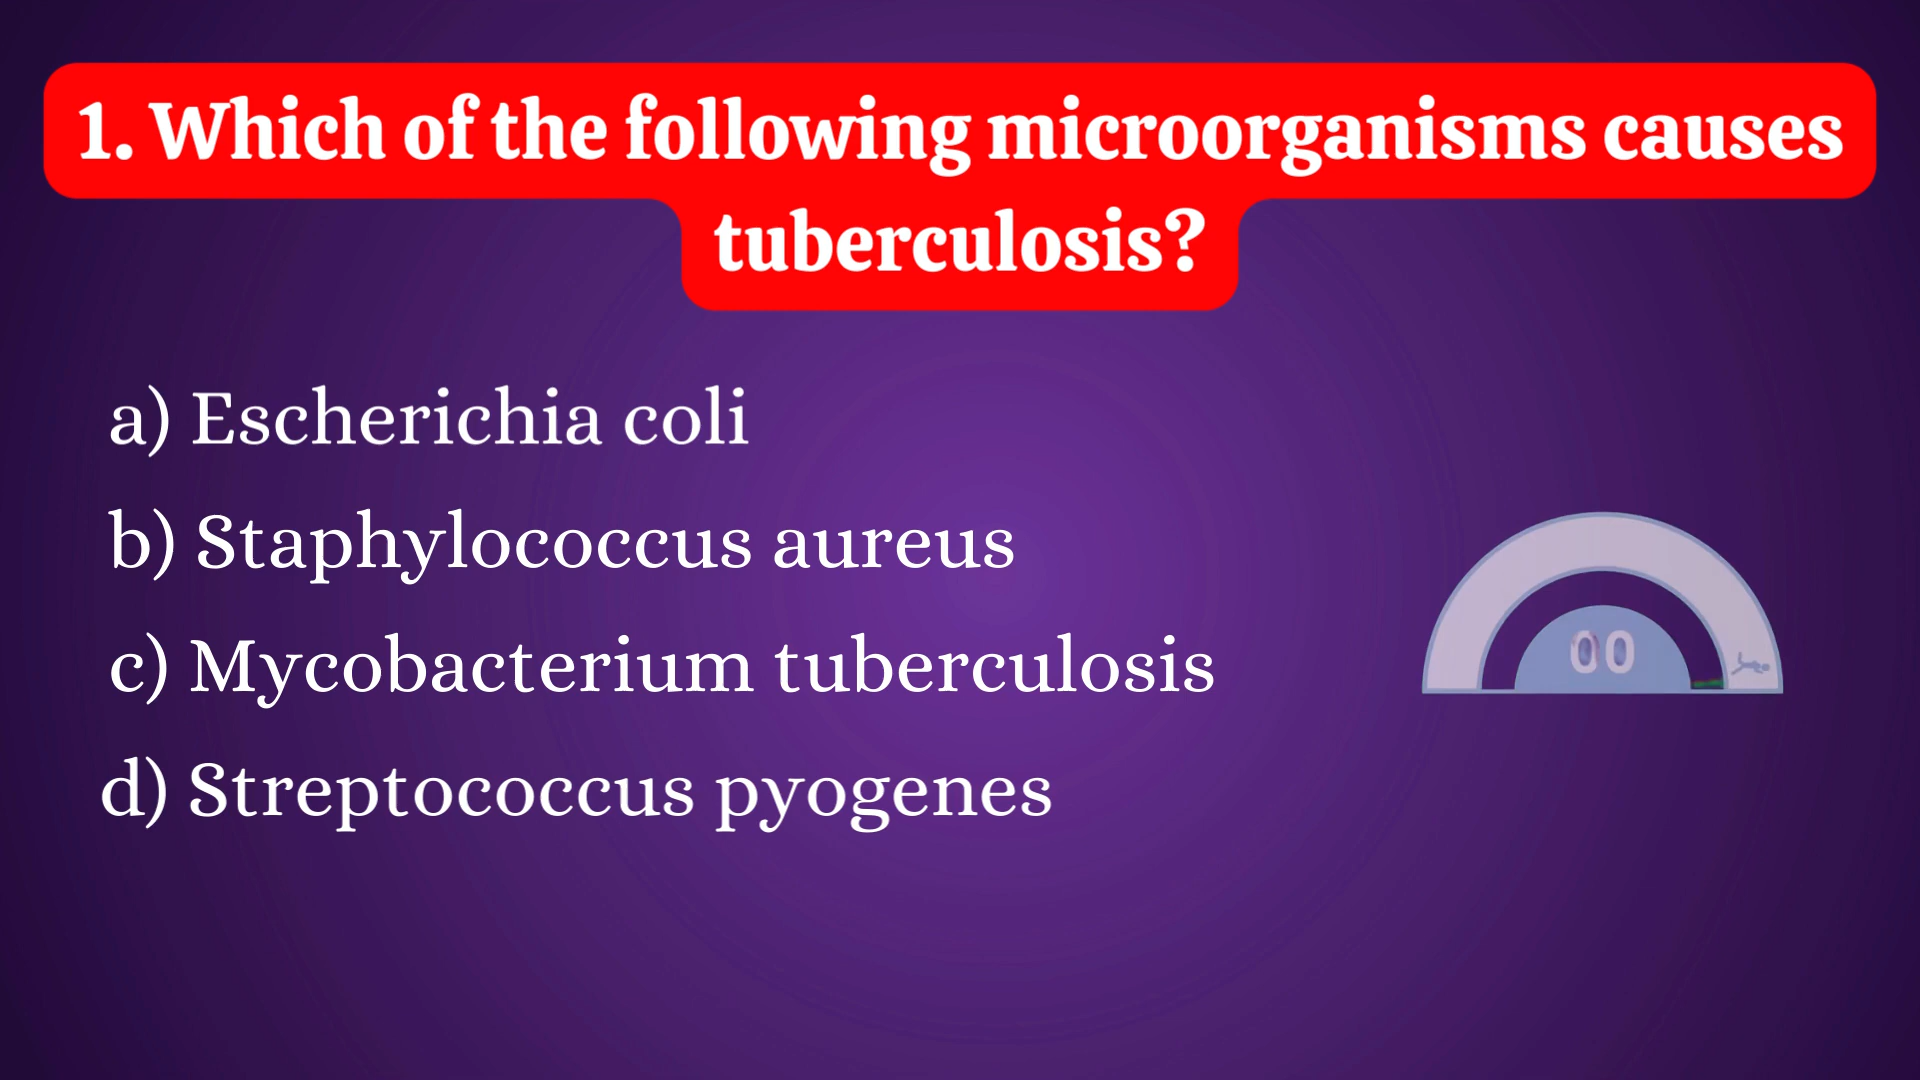 1. Which of the following microorganisms causes
tuberculosis?
a) Escherichia coli
b) Staphylococcus aureus
c) Mycobacterium tuberculosis
d) Streptococcus pyogenes
00